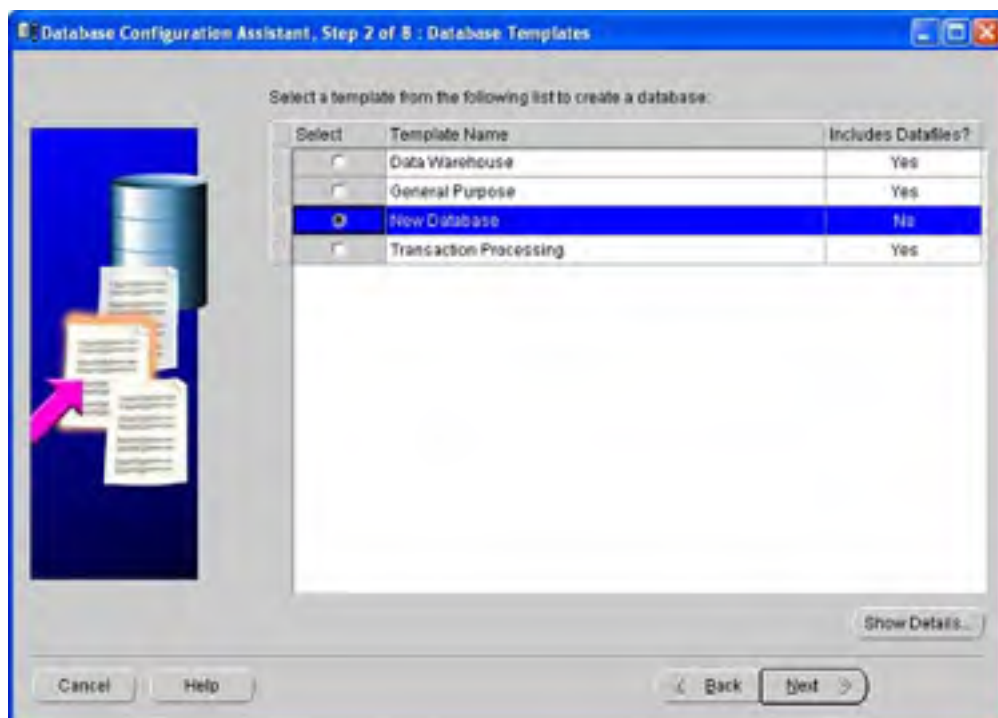 Database Configuration Assistant, Step 2 of 8 : Database Templates
Select a template from the following list to create a database:
Select Template Name Includes Datafiles?
Data Warehouse Yes
General Purpose Yes
New Database No
Transaction Processing Yes
Show Details...
Cancel Help Back Next